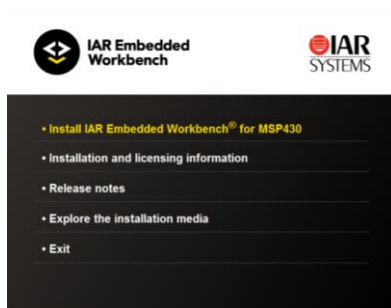 IAR Embedded
Workbench
IAR
SYSTEMS
• Install IAR Embedded Workbench® for MSP430
• Installation and licensing information
• Release notes
• Explore the installation media
• Exit